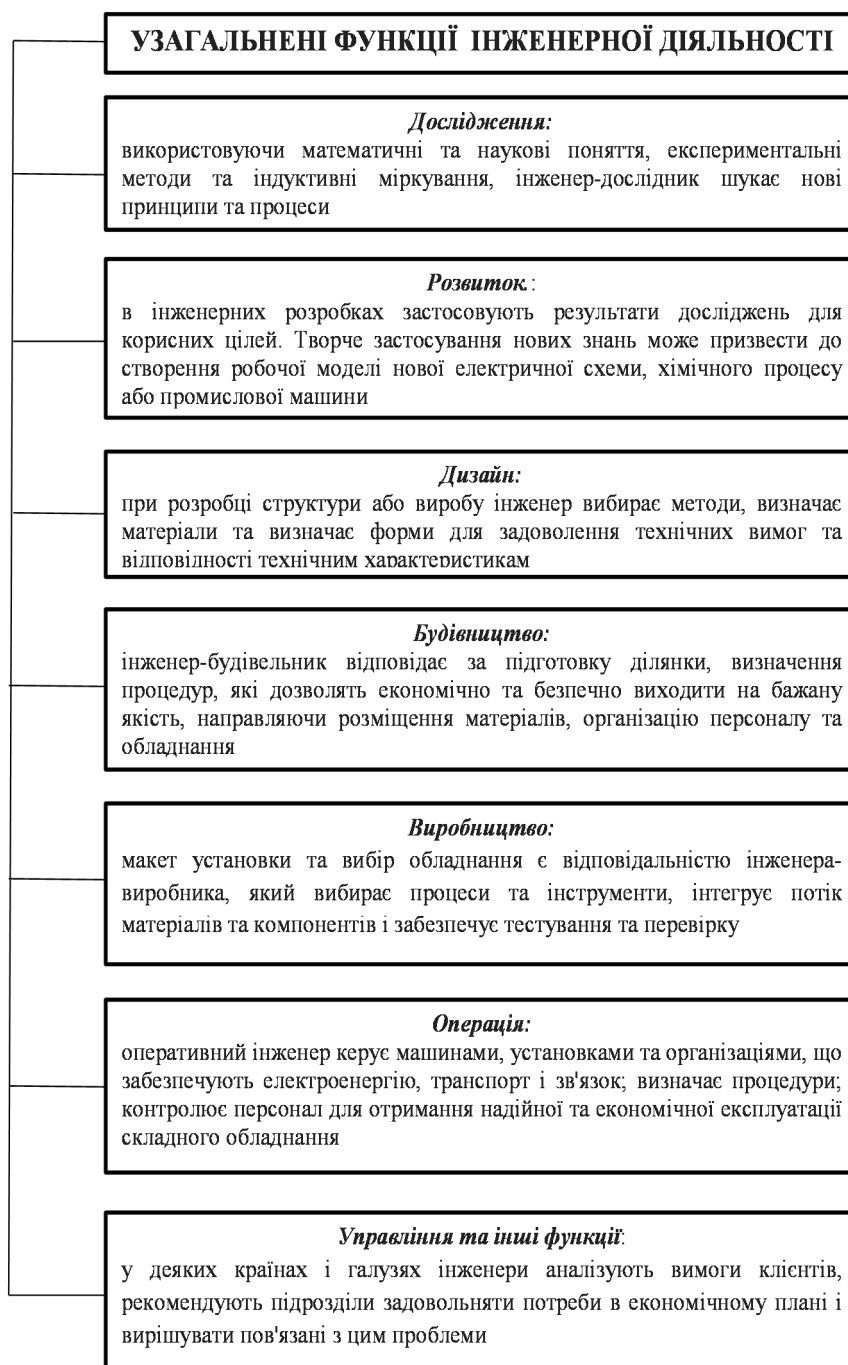 УЗАГАЛЬНЕНІ ФУНКЦІЇ ІНЖЕНЕРНОЇ ДІЯЛЬНОСТІ
Дослідження:
використовуючи математичні та наукові поняття, експериментальні
методи та індуктивні міркування, інженер-дослідник шукає нові
принципи та процеси
Розвиток.:
в інженерних розробках застосовують результати досліджень для
корисних цілей. Творче застосування нових знань може призвести до
створення робочої моделі нової електричної схеми, хімічного процесу
або промислової машини
Дизайн:
при розробці структури або виробу інженер вибирає методи, визначає
матеріали та визначає форми для задоволення технічних вимог та
відповідності технічним характеристикам
Будівництво:
інженер-будівельник відповідає за підготовку ділянки, визначення
процедур, які дозволять економічно та безпечно виходити на бажану
якість, направляючи розміщення матеріалів, організацію персоналу та
обладнання
Виробництво:
макет установки та вибір обладнання є відповідальністю інженера-
виробника, який вибирає процеси та інструменти, інтегрує потік
матеріалів та компонентів і забезпечує тестування та перевірку
Операція:
оперативний інженер керує машинами, установками та організаціями, що
забезпечують електроенергію, транспорт і зв'язок; визначає процедури;
контролює персонал для отримання надійної та економічної експлуатації
складного обладнання
Управління та інші функції:
у деяких країнах і галузях інженери аналізують вимоги клієнтів,
рекомендують підрозділи задовольняти потреби в економічному плані і
вирішувати пов'язані з цим проблеми